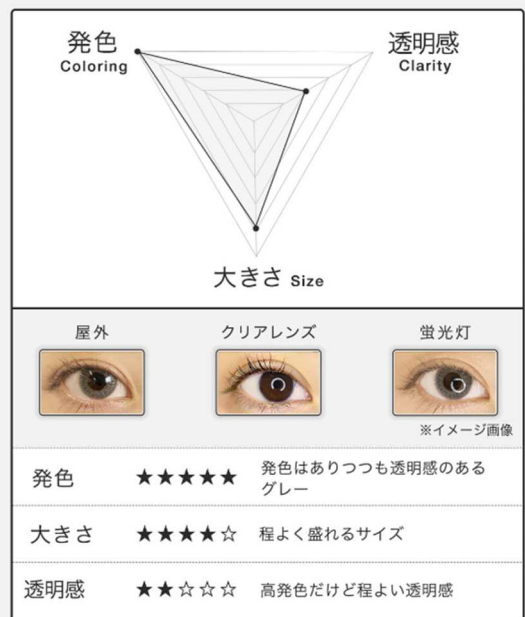 発色
Coloring
透明感
Clarity
大きさ Size
屋外
クリアレンズ
蛍光灯
※イメージ画像
発色
★★★★★
発色はありつつも透明感のある
グレー
大きさ
★★★★☆
程よく盛れるサイズ
透明感
★★☆☆☆
高発色だけど程よい透明感